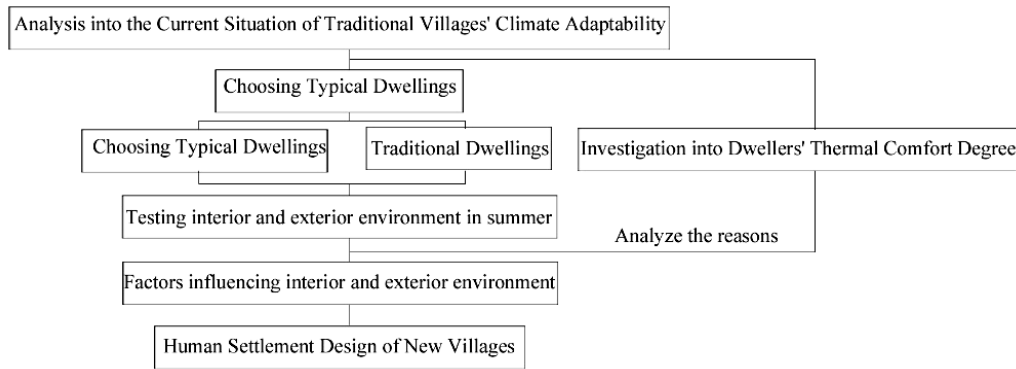 Analysis into the Current Situation of Traditional Villages' Climate Adaptability
Choosing Typical Dwellings
Choosing Typical Dwellings
Traditional Dwellings
Investigation into Dwellers' Thermal Comfort Degree
Testing interior and exterior environment in summer
Analyze the reasons
Factors influencing interior and exterior environment
Human Settlement Design of New Villages